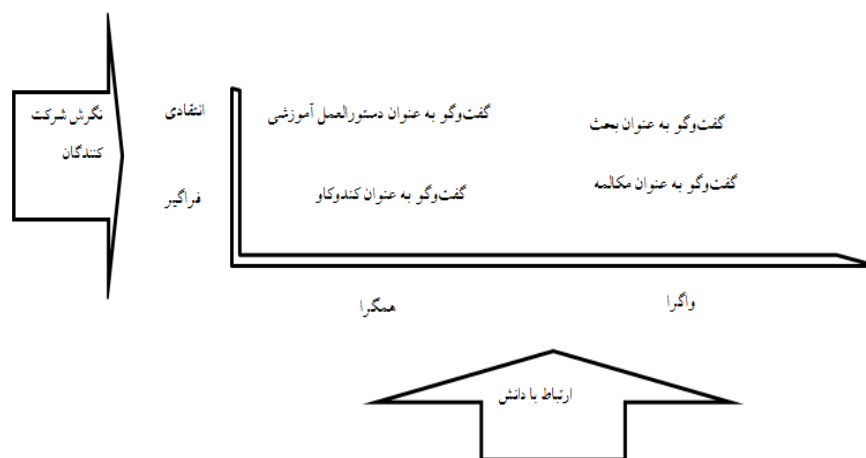 نگرش شرکت
کنندگان
انتقادی
فراگیر
گفت‌وگو به عنوان دستورالعمل آموزشی
گفت‌وگو به عنوان بحث
گفت‌وگو به عنوان کندوکاو
گفت‌وگو به عنوان مکالمه
همگرا
واگرا
ارتباط با دانش